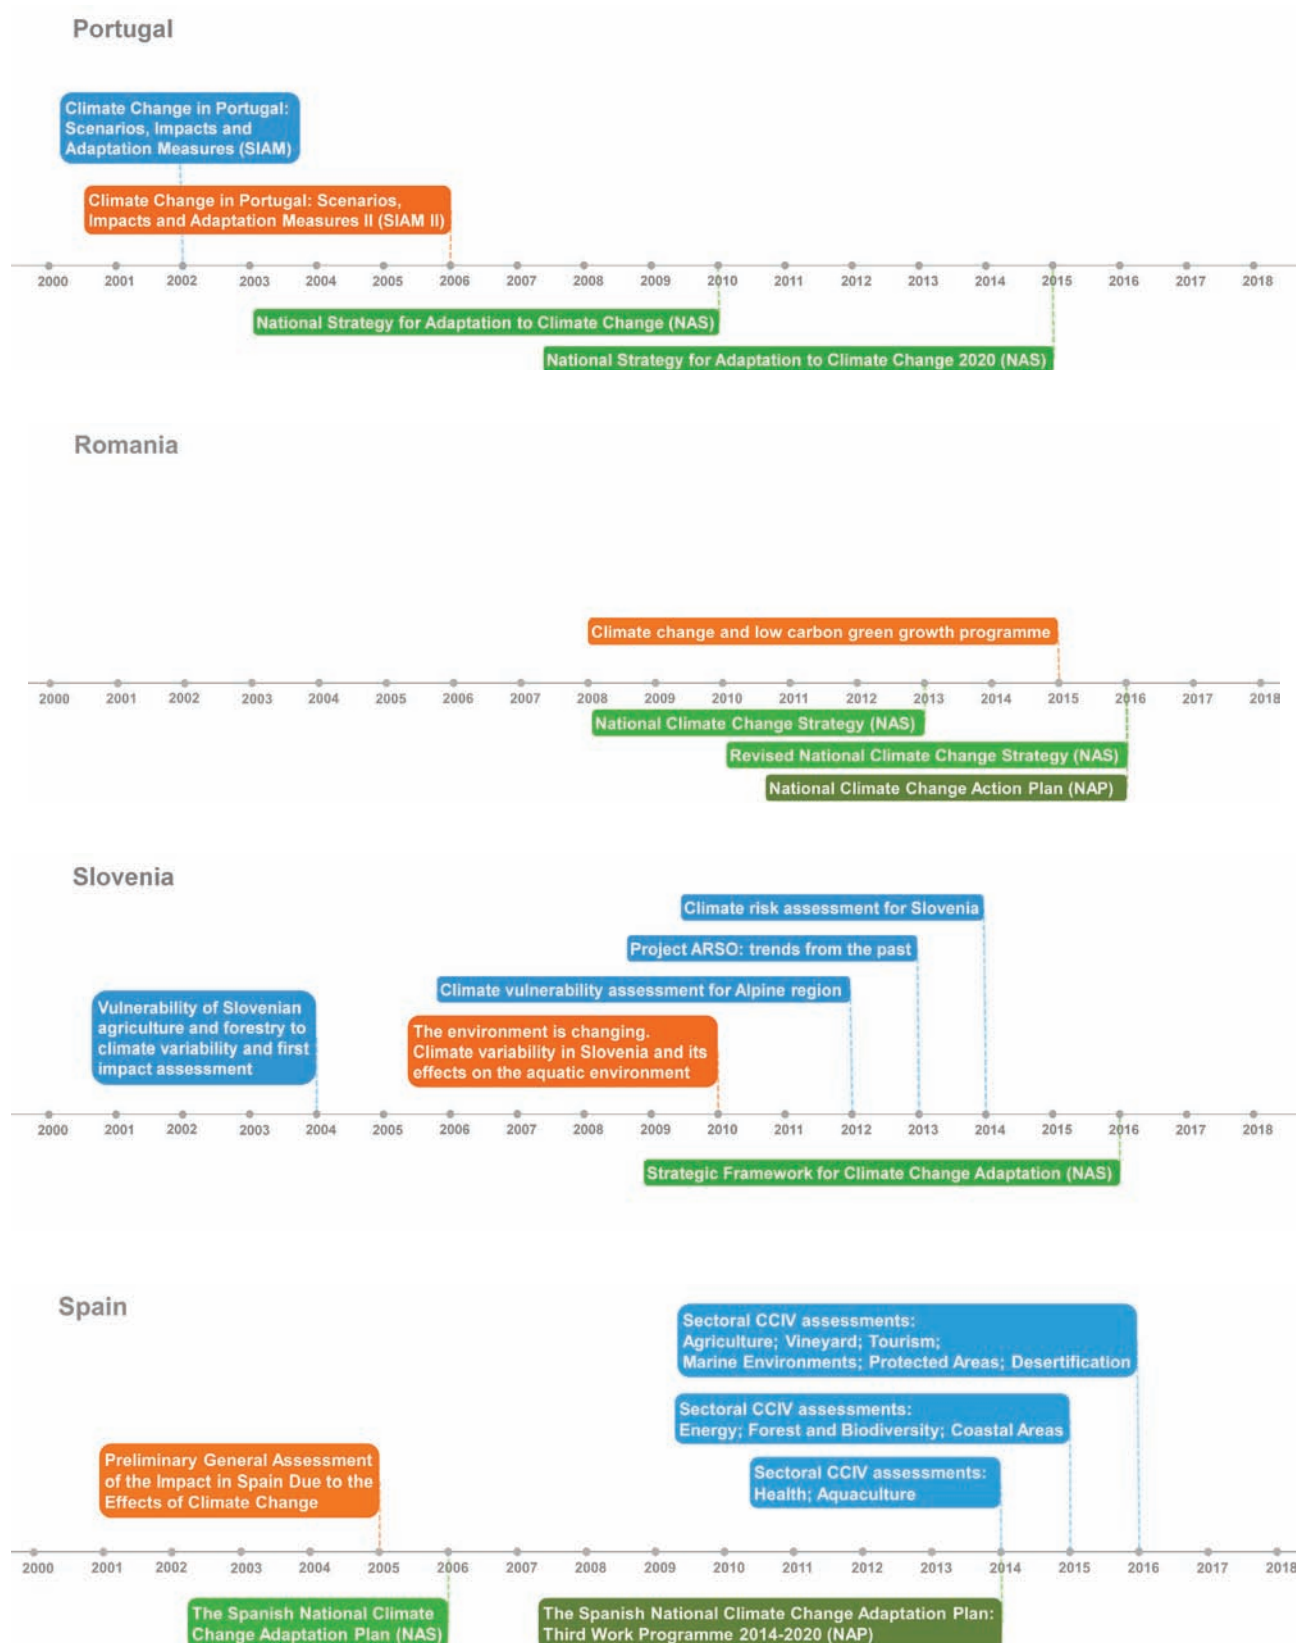 Portugal
Climate Change in Portugal:
Scenarios, Impacts and
Adaptation Measures (SIAM)
Climate Change in Portugal: Scenarios,
Impacts and Adaptation Measures II (SIAM II)
2000 2001 2002 2003 2004 2005 2006 2007 2008 2009 2010 2011 2012 2013 2014 2015 2016 2017 2018
National Strategy for Adaptation to Climate Change (NAS)
National Strategy for Adaptation to Climate Change 2020 (NAS)
Romania
Climate change and low carbon green growth programme
2000 2001 2002 2003 2004 2005 2006 2007 2008 2009 2010 2011 2012 2013 2014 2015 2016 2017 2018
National Climate Change Strategy (NAS)
Revised National Climate Change Strategy (NAS)
National Climate Change Action Plan (NAP)
Slovenia
Climate risk assessment for Slovenia
Project ARSO: trends from the past
Climate vulnerability assessment for Alpine region
Vulnerability of Slovenian
agriculture and forestry to
climate variability and first
impact assessment
The environment is changing.
Climate variability in Slovenia and its
effects on the aquatic environment
2000 2001 2002 2003 2004 2005 2006 2007 2008 2009 2010 2011 2012 2013 2014 2015 2016 2017 2018
Strategic Framework for Climate Change Adaptation (NAS)
Spain
Sectoral CCIV assessments:
Agriculture; Vineyard; Tourism;
Marine Environments; Protected Areas; Desertification
Sectoral CCIV assessments:
Energy; Forest and Biodiversity; Coastal Areas
Preliminary General Assessment
of the Impact in Spain Due to the
Effects of Climate Change
Sectoral CCIV assessments:
Health; Aquaculture
2000 2001 2002 2003 2004 2005 2006 2007 2008 2009 2010 2011 2012 2013 2014 2015 2016 2017 2018
The Spanish National Climate
Change Adaptation Plan (NAS)
The Spanish National Climate Change Adaptation Plan:
Third Work Programme 2014-2020 (NAP)